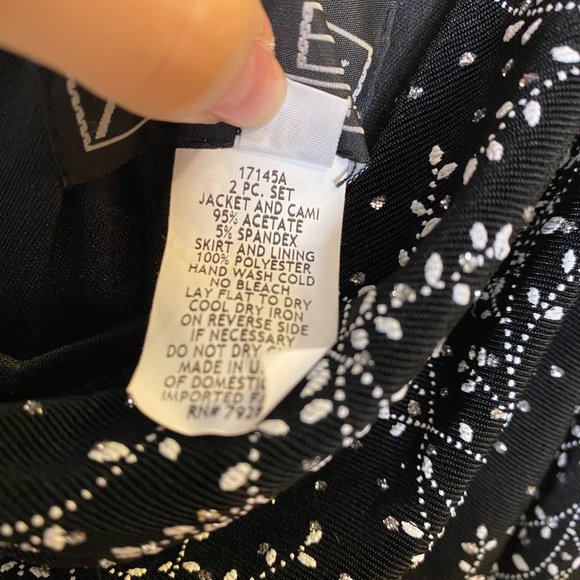 17145A
2 PC. SET
JACKET AND CAMI
95% ACETATE
5% SPANDEX
SKIRT AND LINING
100% POLYESTER
HAND WASH COLD
NO BLEACH
LAY FLAT TO DRY
COOL DRY IRON
ON REVERSE SIDE
IF NECESSARY
DO NOT DRY
MADE IN
OF
IMPORTED
RN#